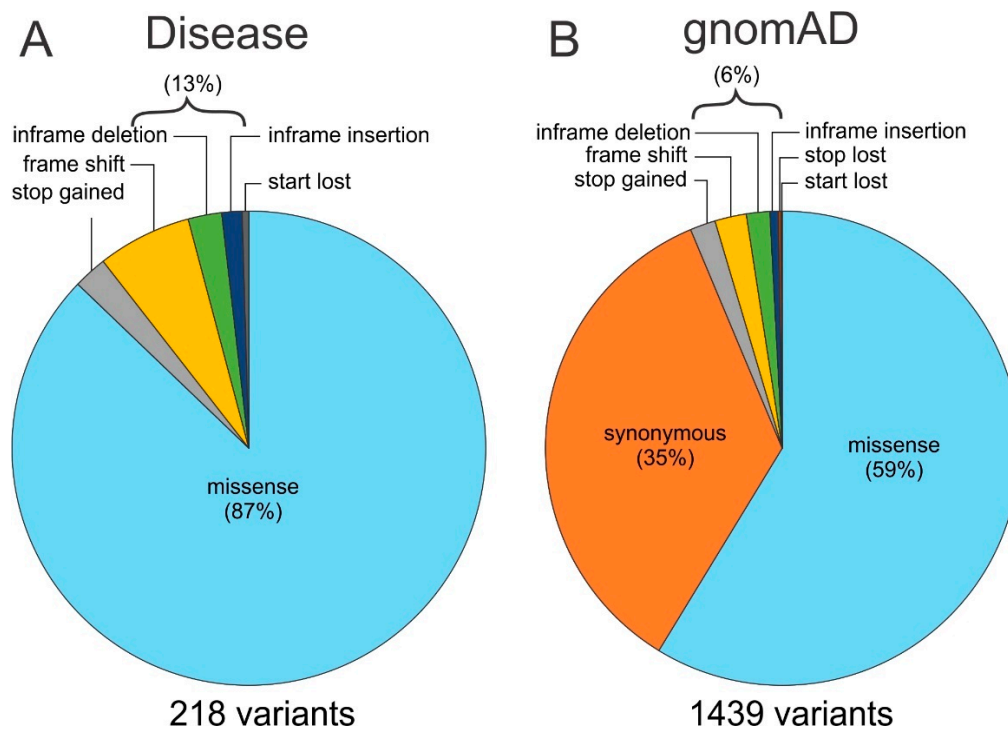 A Disease
(13%)
inframe deletion
inframe insertion
frame shift
stop gained
start lost
missense
(87%)
218 variants
B gnomAD
(6%)
inframe deletion
inframe insertion
frame shift
stop lost
stop gained
start lost
synonymous
(35%)
missense
(59%)
1439 variants